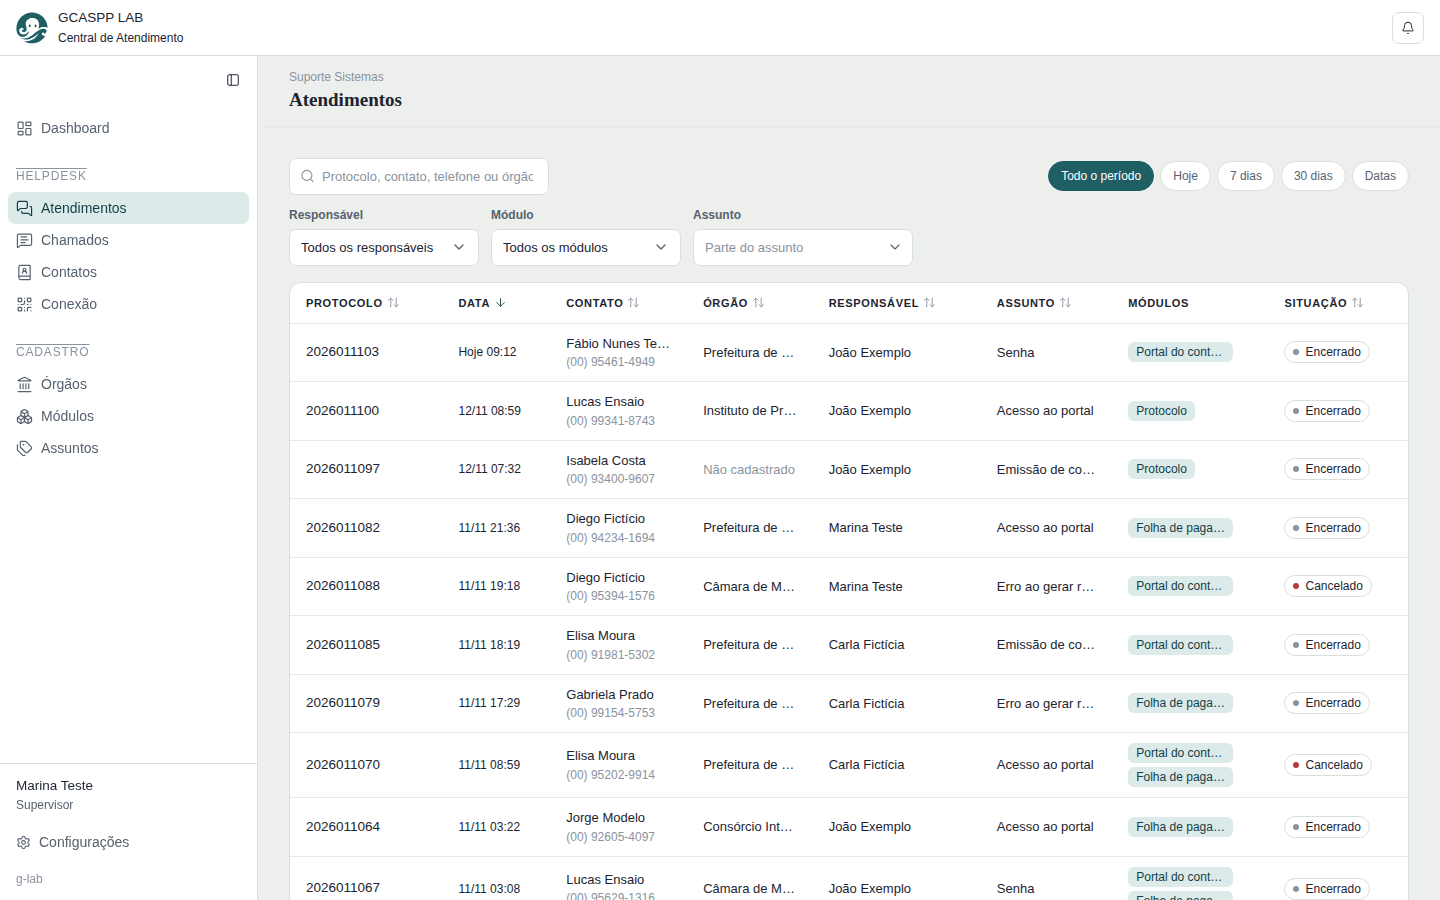 GCASPP LAB
Central de Atendimento
Dashboard
HELPDESK
Atendimentos
Chamados
Contatos
Conexão
CADASTRO
Órgãos
Módulos
Assuntos
Marina Teste
Supervisor
Configurações
g-lab
Suporte Sistemas
Atendimentos
Protocolo, contato, telefone ou órgão
Todo o período Hoje 7 dias 30 dias Datas
Responsável Módulo Assunto
Todos os responsáveis Todos os módulos Parte do assunto
PROTOCOLO DATA CONTATO ÓRGÃO RESPONSÁVEL ASSUNTO MÓDULOS SITUAÇÃO
2026011103 Hoje 09:12 Fábio Nunes Te… Prefeitura de … João Exemplo Senha Portal do cont… Encerrado
(00) 95461-4949
2026011100 12/11 08:59 Lucas Ensaio Instituto de Pr… João Exemplo Acesso ao portal Protocolo Encerrado
(00) 99341-8743
2026011097 12/11 07:32 Isabela Costa Não cadastrado João Exemplo Emissão de co… Protocolo Encerrado
(00) 93400-9607
2026011082 11/11 21:36 Diego Fictício Prefeitura de … Marina Teste Acesso ao portal Folha de paga… Encerrado
(00) 94234-1694
2026011088 11/11 19:18 Diego Fictício Câmara de M… Marina Teste Erro ao gerar r… Portal do cont… Cancelado
(00) 95394-1576
2026011085 11/11 18:19 Elisa Moura Prefeitura de … Carla Fictícia Emissão de co… Portal do cont… Encerrado
(00) 91981-5302
2026011079 11/11 17:29 Gabriela Prado Prefeitura de … Carla Fictícia Erro ao gerar r… Folha de paga… Encerrado
(00) 99154-5753
2026011070 11/11 08:59 Elisa Moura Prefeitura de … Carla Fictícia Acesso ao portal Portal do cont… Cancelado
(00) 95202-9914 Folha de paga…
2026011064 11/11 03:22 Jorge Modelo Consórcio Int… João Exemplo Acesso ao portal Folha de paga… Encerrado
(00) 92605-4097
2026011067 11/11 03:08 Lucas Ensaio Câmara de M… João Exemplo Senha Portal do cont… Encerrado
(00) 95629-1316 Folha de paga…